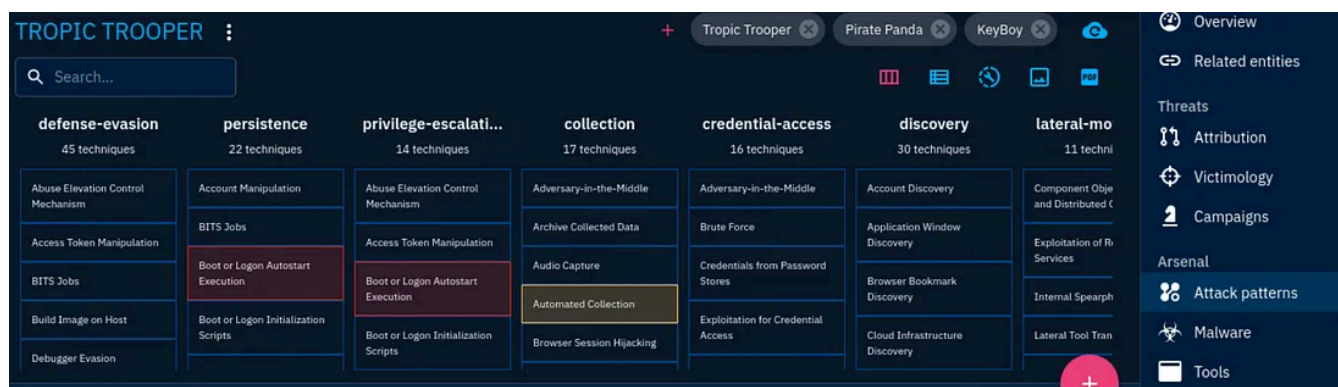 TROPIC TROOPER
Tropic Trooper
Pirate Panda
KeyBoy
Search...
PDF
defense-evasion
45 techniques
Abuse Elevation Control
Mechanism
Access Token Manipulation
BITS Jobs
Build Image on Host
Debugger Evasion
persistence
22 techniques
Account Manipulation
BITS Jobs
Boot or Logon Autostart
Execution
Boot or Logon Initialization
Scripts
privilege-escalati...
14 techniques
Abuse Elevation Control
Mechanism
Access Token Manipulation
Boot or Logon Autostart
Execution
Boot or Logon Initialization
Scripts
collection
17 techniques
Adversary-in-the-Middle
Archive Collected Data
Audio Capture
Automated Collection
Browser Session Hijacking
credential-access
16 techniques
Adversary-in-the-Middle
Brute Force
Credentials from Password
Stores
Exploitation for Credential
Access
discovery
30 techniques
Account Discovery
Application Window
Discovery
Browser Bookmark
Discovery
Cloud Infrastructure
Discovery
lateral-mo
11 techni
Component Obje
and Distributed C
Exploitation of Re
Services
Internal Spearph
Lateral Tool Tran
Overview
Related entities
Threats
Attribution
Victimology
Campaigns
Arsenal
Attack patterns
Malware
Tools